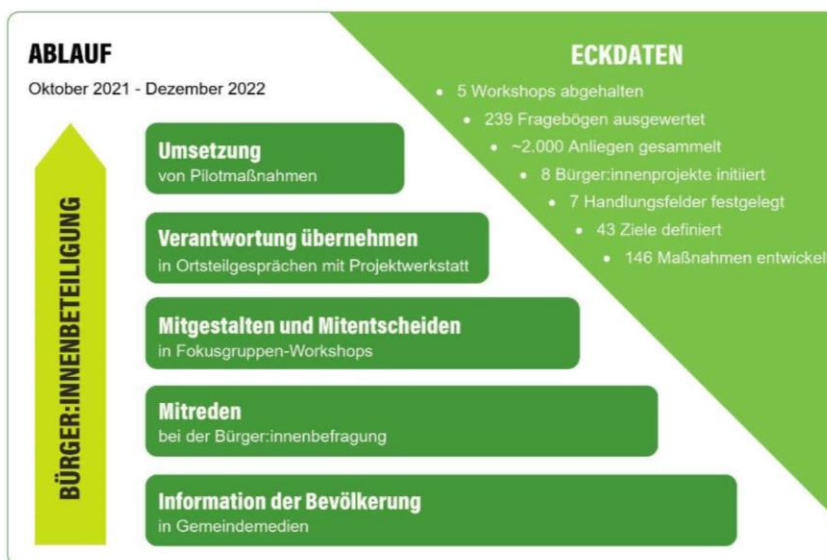 ABLAUF
Oktober 2021 - Dezember 2022
BÜRGER:INNENBETEILIGUNG
Umsetzung
von Pilotmaßnahmen
Verantwortung übernehmen
in Ortsteilgesprächen mit Projektwerkstatt
Mitgestalten und Mitentscheiden
in Fokusgruppen-Workshops
Mitreden
bei der Bürger:innenbefragung
Information der Bevölkerung
in Gemeindemedien
ECKDATEN
• 5 Workshops abgehalten
• 239 Fragebögen ausgewertet
• ~2.000 Anliegen gesammelt
• 8 Bürger:innenprojekte initiiert
• 7 Handlungsfelder festgelegt
• 43 Ziele definiert
• 146 Maßnahmen entwickelt